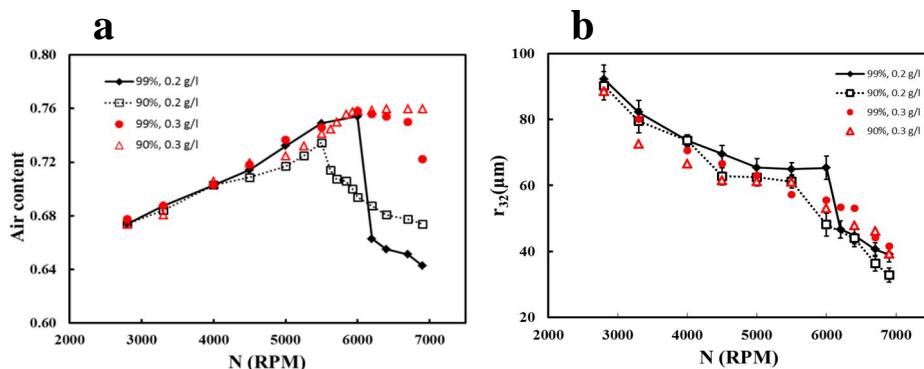 a
b
0.80
0.76
0.72
0.68
0.64
0.60
Air content
99%, 0.2 g/l
90%, 0.2 g/l
99%, 0.3 g/l
90%, 0.3 g/l
2000 3000 4000 5000 6000 7000
N (RPM)
100
80
60
40
20
r32(μm)
99%, 0.2 g/l
90%, 0.2 g/l
99%, 0.3 g/l
90%, 0.3 g/l
2000 3000 4000 5000 6000 7000
N (RPM)